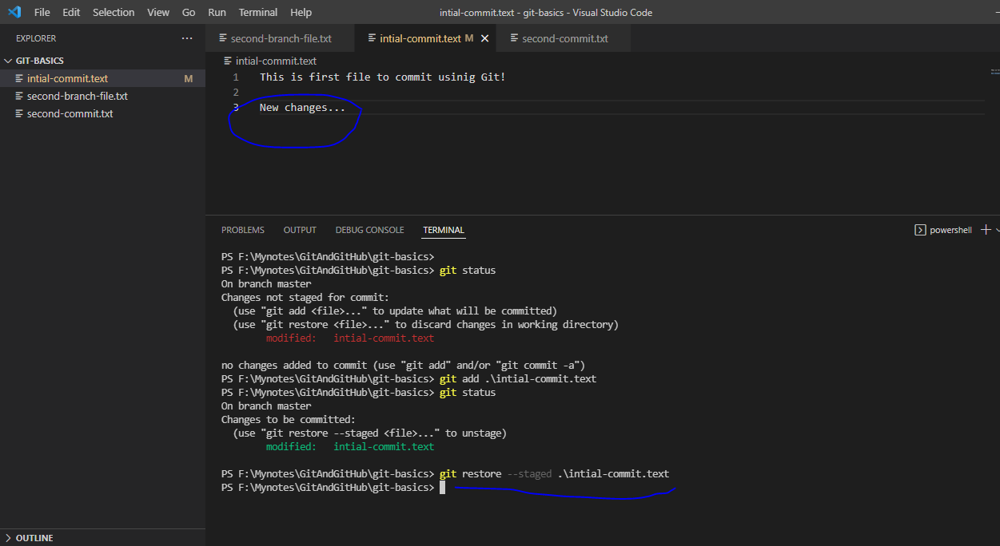 File Edit Selection View Go Run Terminal Help
intial-commit.text - git-basics - Visual Studio Code
EXPLORER
GIT-BASICS
intial-commit.text M
second-branch-file.txt
second-commit.txt
OUTLINE
second-branch-file.txt intial-commit.text M second-commit.txt
intial-commit.text
1 This is first file to commit usinig Git!
2
3 New changes...
PROBLEMS OUTPUT DEBUG CONSOLE TERMINAL
powershell
PS F:\Mynotes\GitAndGitHub\git-basics>
PS F:\Mynotes\GitAndGitHub\git-basics> git status
On branch master
Changes not staged for commit:
(use "git add <file>..." to update what will be committed)
(use "git restore <file>..." to discard changes in working directory)
modified: intial-commit.text
no changes added to commit (use "git add" and/or "git commit -a")
PS F:\Mynotes\GitAndGitHub\git-basics> git add .\intial-commit.text
PS F:\Mynotes\GitAndGitHub\git-basics> git status
On branch master
Changes to be committed:
(use "git restore --staged <file>..." to unstage)
modified: intial-commit.text
PS F:\Mynotes\GitAndGitHub\git-basics> git restore --staged .\intial-commit.text
PS F:\Mynotes\GitAndGitHub\git-basics>